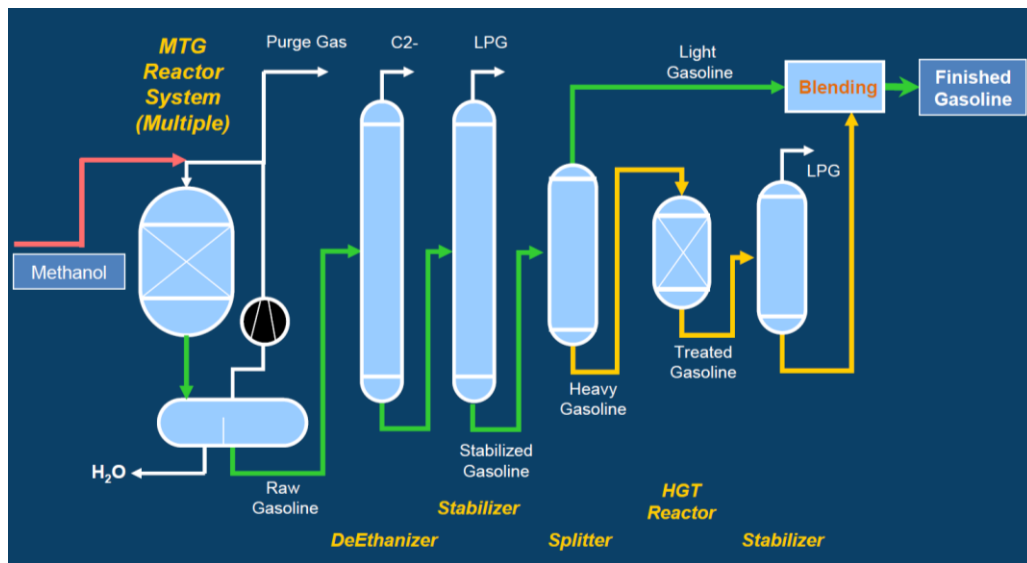 MTG
Reactor
System
(Multiple)
Purge Gas
C2-
LPG
Light
Gasoline
Blending
Finished
Gasoline
LPG
Methanol
Treated
Gasoline
Heavy
Gasoline
Stabilized
Gasoline
H₂O
Raw
Gasoline
HGT
Reactor
Stabilizer
DeEthanizer
Splitter
Stabilizer